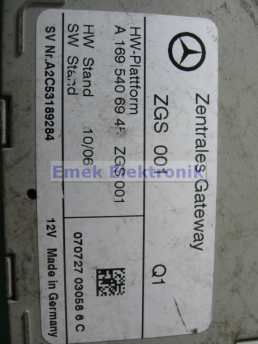 Zentrales Gateway
ZGS 001
Q1
HW-Plattform
A 169 540 69 45 ZGS 001
HW Stand 10/06
SW Stand
070727 03058 6 C
SV Nr.A2C53189284
12V Made in Germany
Emek Elektronik